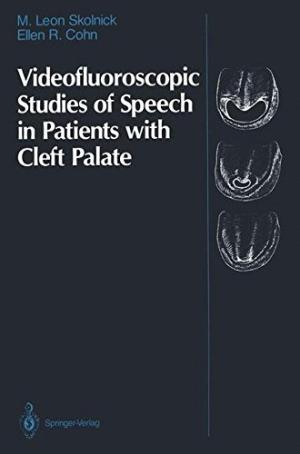 M. Leon Skolnick
Ellen R. Cohn
Videofluoroscopic
Studies of Speech
in Patients with
Cleft Palate
Springer-Verlag